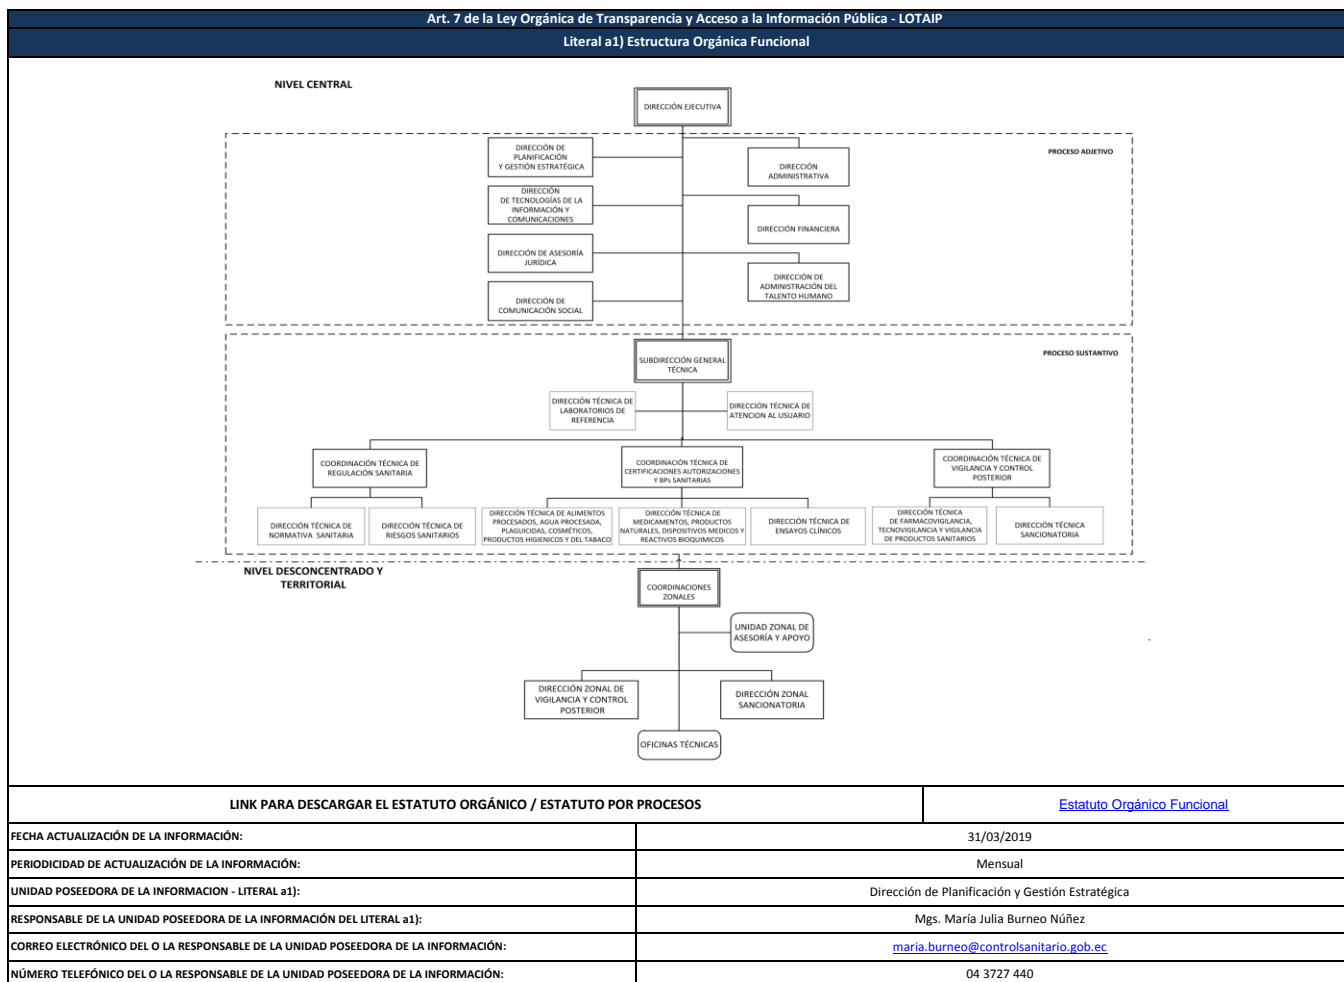 Art. 7 de la Ley Orgánica de Transparencia y Acceso a la Información Pública - LOTAIP
Literal a1) Estructura Orgánica Funcional
NIVEL CENTRAL
DIRECCIÓN EJECUTIVA
PROCESO ADJETIVO
DIRECCIÓN DE
PLANIFICACIÓN
Y GESTIÓN ESTRATÉGICA
DIRECCIÓN
ADMINISTRATIVA
DIRECCIÓN
DE TECNOLOGÍAS DE LA
INFORMACIÓN Y
COMUNICACIONES
DIRECCIÓN FINANCIERA
DIRECCIÓN DE ASESORÍA
JURÍDICA
DIRECCIÓN DE
ADMINISTRACIÓN DEL
TALENTO HUMANO
DIRECCIÓN DE
COMUNICACIÓN SOCIAL
PROCESO SUSTANTIVO
SUBDIRECCIÓN GENERAL
TÉCNICA
DIRECCIÓN TÉCNICA DE
LABORATORIOS DE
REFERENCIA
DIRECCIÓN TÉCNICA DE
ATENCION AL USUARIO
COORDINACIÓN TÉCNICA DE
REGULACIÓN SANITARIA
COORDINACIÓN TÉCNICA DE
CERTIFICACIONES AUTORIZACIONES
Y BPs SANITARIAS
COORDINACIÓN TÉCNICA DE
VIGILANCIA Y CONTROL
POSTERIOR
DIRECCIÓN TÉCNICA DE
NORMATIVA SANITARIA
DIRECCIÓN TÉCNICA DE
RIESGOS SANITARIOS
DIRECCIÓN TÉCNICA DE ALIMENTOS
PROCESADOS, AGUA PROCESADA,
PLAGUICIDAS, COSMÉTICOS,
PRODUCTOS HIGIENICOS Y DEL TABACO
DIRECCIÓN TÉCNICA DE
MEDICAMENTOS, PRODUCTOS
NATURALES, DISPOSITIVOS MEDICOS Y
REACTIVOS BIOQUIMICOS
DIRECCIÓN TÉCNICA DE
ENSAYOS CLÍNICOS
DIRECCIÓN TÉCNICA
DE FARMACOVIGILANCIA,
TECNOVIGILANCIA Y VIGILANCIA
DE PRODUCTOS SANITARIOS
DIRECCIÓN TÉCNICA
SANCIONATORIA
NIVEL DESCONCENTRADO Y
TERRITORIAL
COORDINACIONES
ZONALES
UNIDAD ZONAL DE
ASESORÍA Y APOYO
DIRECCIÓN ZONAL DE
VIGILANCIA Y CONTROL
POSTERIOR
DIRECCIÓN ZONAL
SANCIONATORIA
OFICINAS TÉCNICAS
LINK PARA DESCARGAR EL ESTATUTO ORGÁNICO / ESTATUTO POR PROCESOS
Estatuto Orgánico Funcional
FECHA ACTUALIZACIÓN DE LA INFORMACIÓN:
31/03/2019
PERIODICIDAD DE ACTUALIZACIÓN DE LA INFORMACIÓN:
Mensual
UNIDAD POSEEDORA DE LA INFORMACION - LITERAL a1):
Dirección de Planificación y Gestión Estratégica
RESPONSABLE DE LA UNIDAD POSEEDORA DE LA INFORMACIÓN DEL LITERAL a1):
Mgs. María Julia Burneo Núñez
CORREO ELECTRÓNICO DEL O LA RESPONSABLE DE LA UNIDAD POSEEDORA DE LA INFORMACIÓN:
maria.burneo@controlsanitario.gob.ec
NÚMERO TELEFÓNICO DEL O LA RESPONSABLE DE LA UNIDAD POSEEDORA DE LA INFORMACIÓN:
04 3727 440